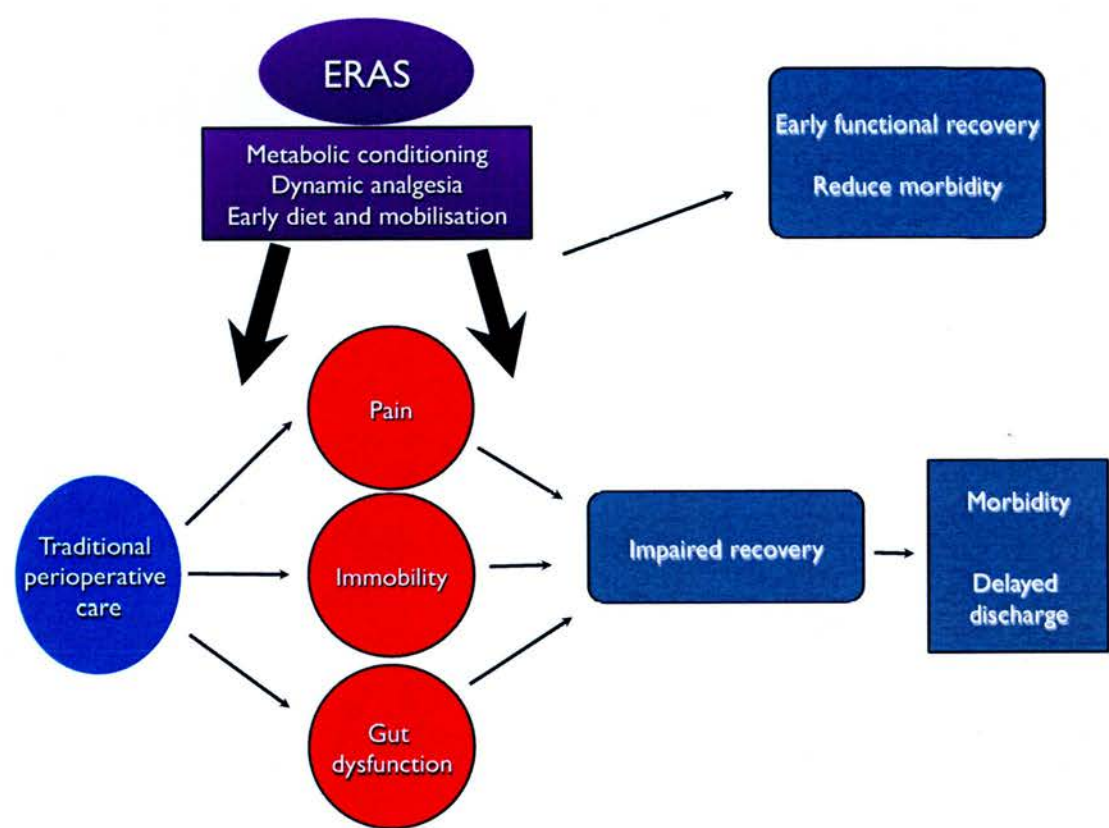 ERAS
Metabolic conditioning
Dynamic analgesia
Early diet and mobilisation
Early functional recovery
Reduce morbidity
Pain
Traditional
perioperative
care
Immobility
Impaired recovery
Morbidity
Delayed
discharge
Gut
dysfunction